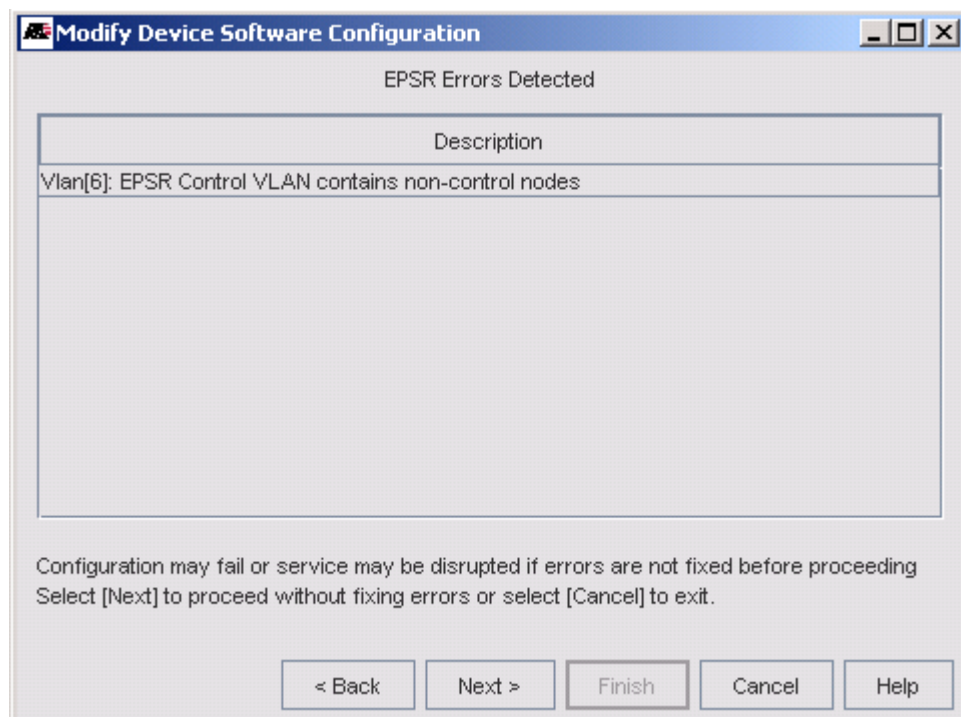 Modify Device Software Configuration
EPSR Errors Detected
Description
Vlan[6]: EPSR Control VLAN contains non-control nodes
Configuration may fail or service may be disrupted if errors are not fixed before proceeding
Select [Next] to proceed without fixing errors or select [Cancel] to exit.
< Back Next > Finish Cancel Help